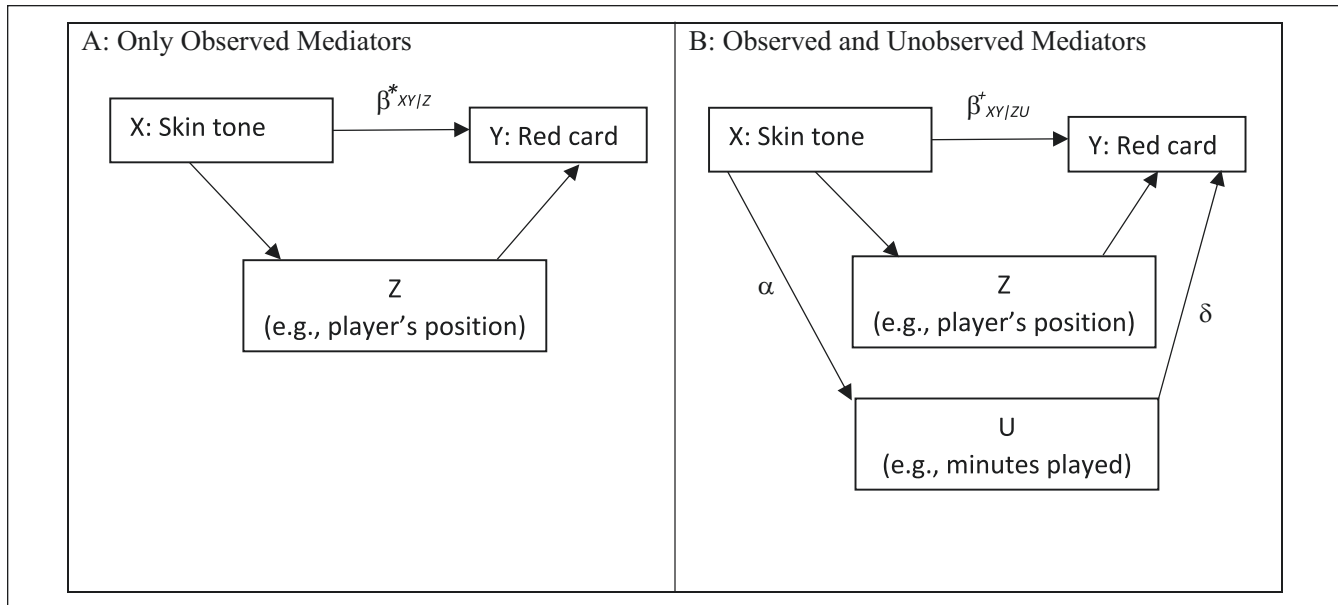 A: Only Observed Mediators
β*XY|Z
X: Skin tone
Y: Red card
Z
(e.g., player's position)
B: Observed and Unobserved Mediators
β+XY|ZU
X: Skin tone
Y: Red card
Z
(e.g., player's position)
α
δ
U
(e.g., minutes played)